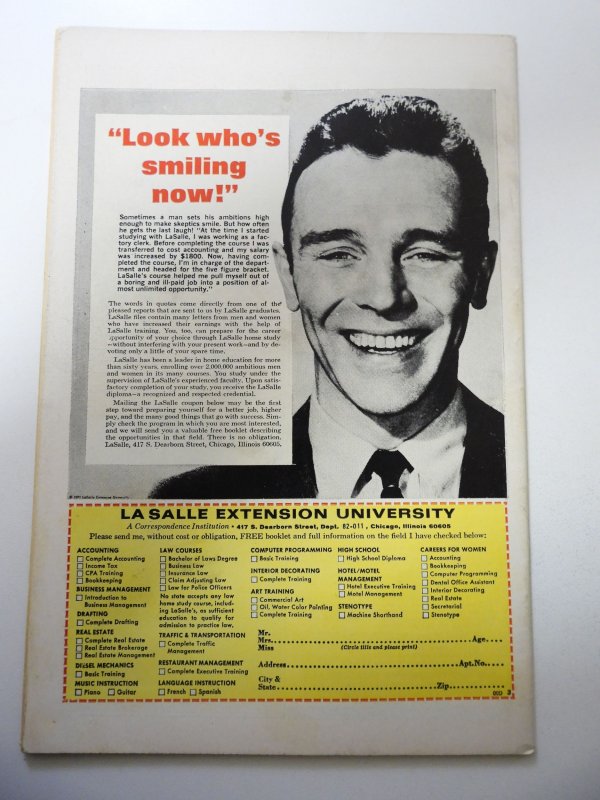 “Look who's
smiling
now!”
Sometimes a man sets his ambitions high
enough to make skeptics smile. But how often
he gets the last laugh! "At the time I started
studying with LaSalle, I was working as a fac-
tory clerk. Before completing the course I was
transferred to cost accounting and my salary
was increased by $1800. Now, having com-
pleted the course, I'm in charge of the depart-
ment and headed for the five figure bracket.
LaSalle's course helped me pull myself out of
a boring and ill-paid job into a position of al-
most unlimited opportunity."
The words in quotes come directly from one of the
pleased reports that are sent to us by LaSalle graduates.
LaSalle files contain many letters from men and women
who have increased their earnings with the help of
LaSalle training. You, too, can prepare for the career
opportunity of your choice through LaSalle home study
—without interfering with your present work—and by de-
voting only a little of your spare time.
LaSalle has been a leader in home education for more
than sixty years, enrolling over 2,000,000 ambitious men
and women in its many courses. You study under the
supervision of LaSalle's experienced faculty. Upon satis-
factory completion of your study, you receive the LaSalle
diploma—a recognized and respected credential.
Mailing the LaSalle coupon below may be the first
step toward preparing yourself for a better job, higher
pay, and the many good things that go with success. Sim-
ply check the program in which you are most interested,
and we will send you a valuable free booklet describing
the opportunities in that field. There is no obligation.
LaSalle, 417 S. Dearborn Street, Chicago, Illinois 60605.
© 1971 LaSalle Extension University
LA SALLE EXTENSION UNIVERSITY
A Correspondence Institution • 417 S. Dearborn Street, Dept. 82-011, Chicago, Illinois 60605
Please send me, without cost or obligation, FREE booklet and full information on the field I have checked below:
ACCOUNTING
Complete Accounting
Income Tax
CPA Training
Bookkeeping
BUSINESS MANAGEMENT
Introduction to
Business Management
DRAFTING
Complete Drafting
REAL ESTATE
Complete Real Estate
Real Estate Brokerage
Real Estate Management
DIESEL MECHANICS
Basic Training
MUSIC INSTRUCTION
Piano Guitar
LAW COURSES
Bachelor of Laws Degree
Business Law
Insurance Law
Claim Adjusting Law
Law for Police Officers
No state accepts any law
home study course, includ-
ing LaSalle's, as sufficient
education to qualify for
admission to practice law.
TRAFFIC & TRANSPORTATION
Complete Traffic
Management
RESTAURANT MANAGEMENT
Complete Executive Training
LANGUAGE INSTRUCTION
French Spanish
COMPUTER PROGRAMMING
Basic Training
INTERIOR DECORATING
Complete Training
ART TRAINING
Commercial Art
Oil, Water Color Painting
Complete Training
HIGH SCHOOL
High School Diploma
HOTEL/MOTEL
MANAGEMENT
Hotel Executive Training
Motel Management
STENOTYPE
Machine Shorthand
CAREERS FOR WOMEN
Accounting
Bookkeeping
Computer Programming
Dental Office Assistant
Interior Decorating
Real Estate
Secretarial
Stenotype
Mr.
Mrs. Age
Miss (Circle title and please print)
Address Apt.No.
City &
State Zip
3